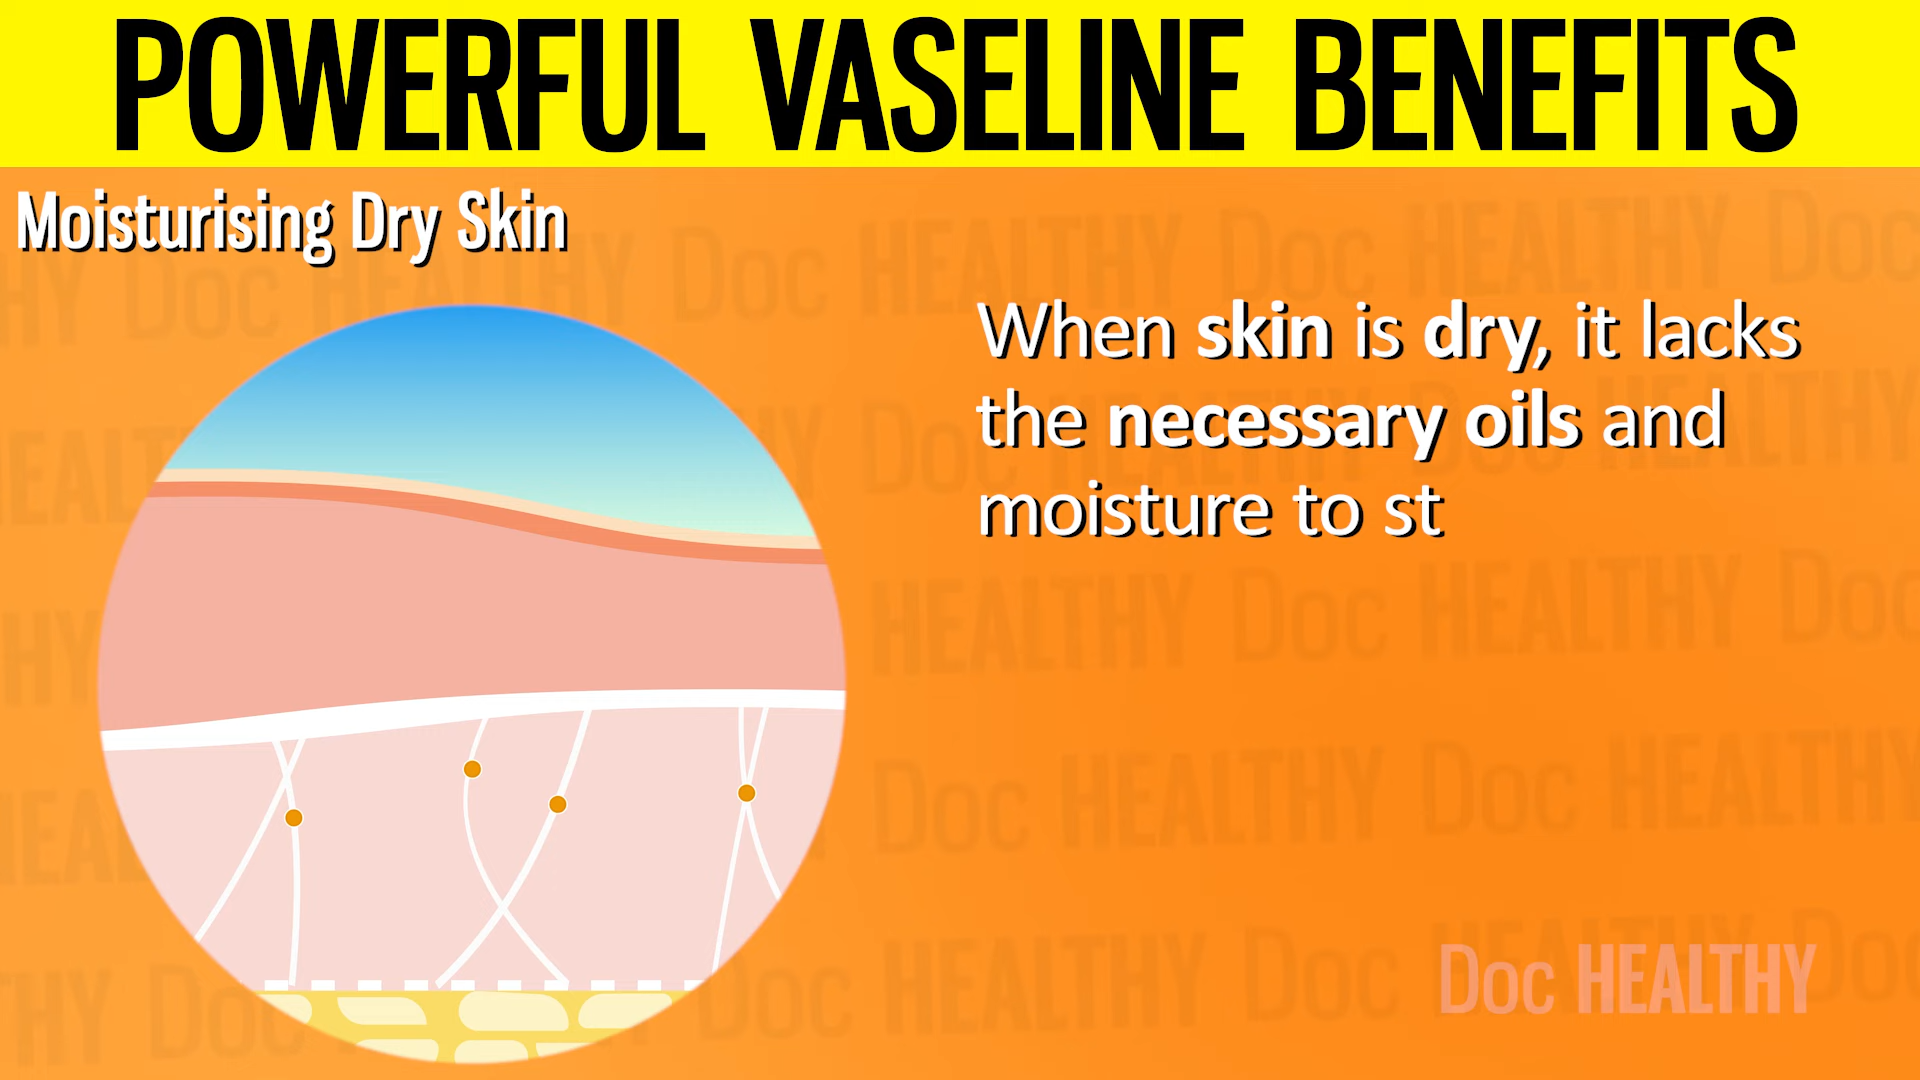 POWERFUL VASELINE BENEFITS
Moisturising Dry Skin
When skin is dry, it lacks
the necessary oils and
moisture to st
Doc HEALTHY